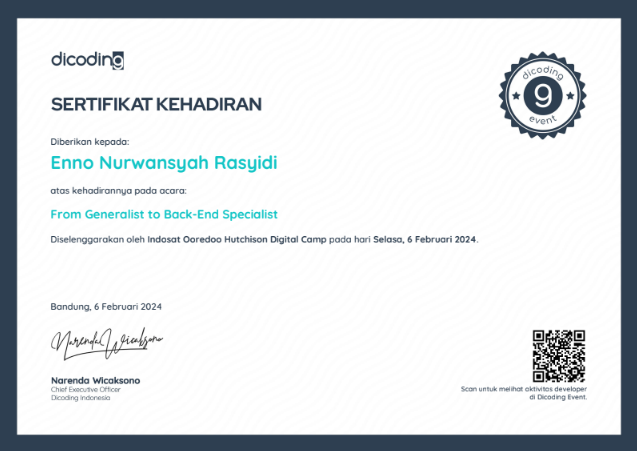 dicoding
SERTIFIKAT KEHADIRAN
dicoding
9
event
Diberikan kepada:
Enno Nurwansyah Rasyidi
atas kehadirannya pada acara:
From Generalist to Back-End Specialist
Diselenggarakan oleh Indosat Ooredoo Hutchison Digital Camp pada hari Selasa, 6 Februari 2024.
Bandung, 6 Februari 2024
Narenda Wicaksono
Narenda Wicaksono
Chief Executive Officer
Dicoding Indonesia
Scan untuk melihat aktivitas developer
di Dicoding Event.